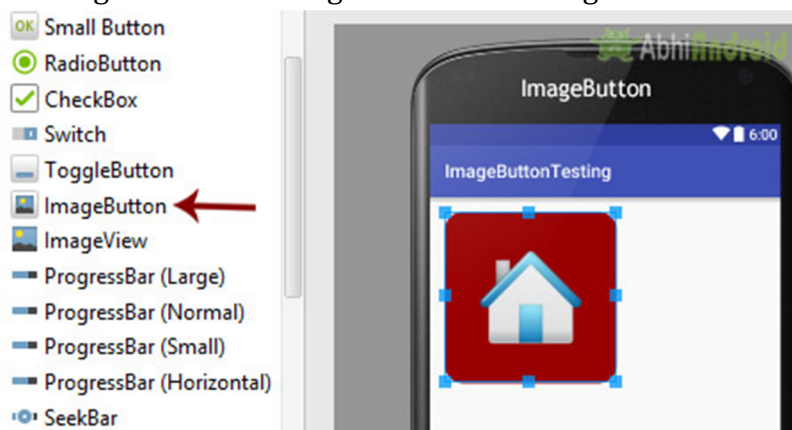 OK Small Button
RadioButton
CheckBox
Switch
ToggleButton
ImageButton
ImageView
ProgressBar (Large)
ProgressBar (Normal)
ProgressBar (Small)
ProgressBar (Horizontal)
SeekBar
AbhiAndroid
ImageButton
6:00
ImageButtonTesting